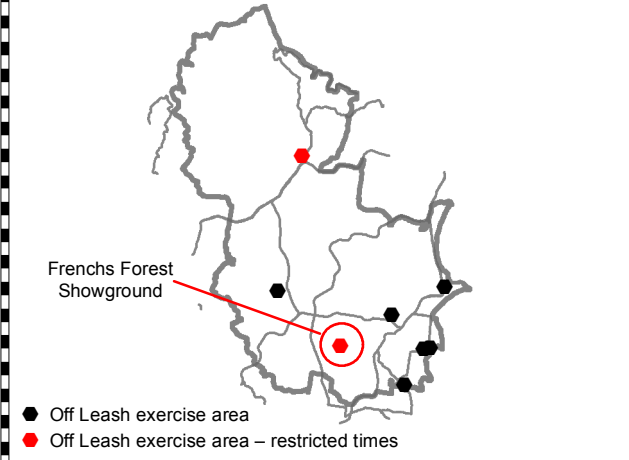 Frenchs Forest
Showground
Off Leash exercise area
Off Leash exercise area – restricted times